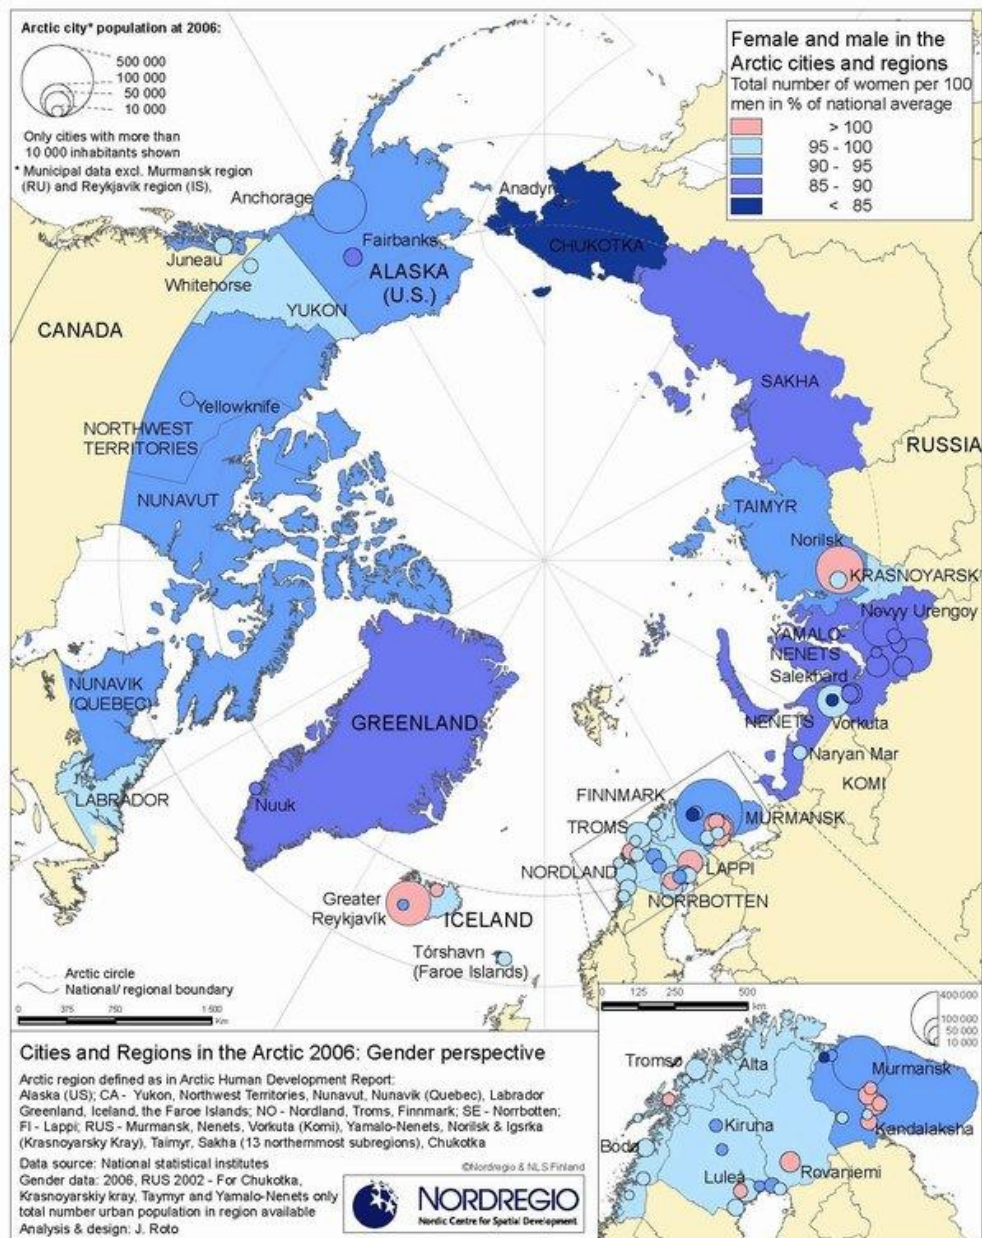 Arctic city* population at 2006:
500 000
100 000
50 000
10 000
Only cities with more than
10 000 inhabitants shown
* Municipal data excl. Murmansk region
(RU) and Reykjavik region (IS),
Female and male in the
Arctic cities and regions
Total number of women per 100
men in % of national average
> 100
95 - 100
90 - 95
85 - 90
< 85
Anchorage
Anadyr
CHUKOTKA
Fairbanks
Juneau
ALASKA
(U.S.)
Whitehorse
YUKON
CANADA
SAKHA
Yellowknife
NORTHWEST
TERRITORIES
RUSSIA
NUNAVUT
TAIMYR
Norilsk
KRASNOYARSK
Novyy Urengoy
YAMALO-
NENETS
Salekhard
NUNAVIK
(QUEBEC)
GREENLAND
NENETS
Vorkuta
Naryan Mar
KOMI
LABRADOR
Nuuk
FINNMARK
MURMANSK
TROMS
NORDLAND
LAPPI
NORRBOTTEN
Greater
Reykjavík
ICELAND
Tórshavn
(Faroe Islands)
Arctic circle
National/ regional boundary
0 375 750 1 500
Km
0 125 250 500
km
400 000
100 000
50 000
10 000
Tromsø
Alta
Murmansk
Kiruna
Kandalaksha
Bodø
Luleå
Rovaniemi
Cities and Regions in the Arctic 2006: Gender perspective
Arctic region defined as in Arctic Human Development Report:
Alaska (US); CA - Yukon, Northwest Territories, Nunavut, Nunavik (Quebec), Labrador
Greenland, Iceland, the Faroe Islands; NO - Nordland, Troms, Finnmark; SE - Norrbotten;
FI - Lappi; RUS - Murmansk, Nenets, Vorkuta (Komi), Yamalo-Nenets, Norilsk & Igsrka
(Krasnoyarsky Kray), Taimyr, Sakha (13 northernmost subregions), Chukotka
Data source: National statistical institutes
Gender data: 2006, RUS 2002 - For Chukotka,
Krasnoyarskiy kray, Taymyr and Yamalo-Nenets only
total number urban population in region available
Analysis & design: J. Roto
©Nordregio & NLS Finland
NORDREGIO
Nordic Centre for Spatial Development